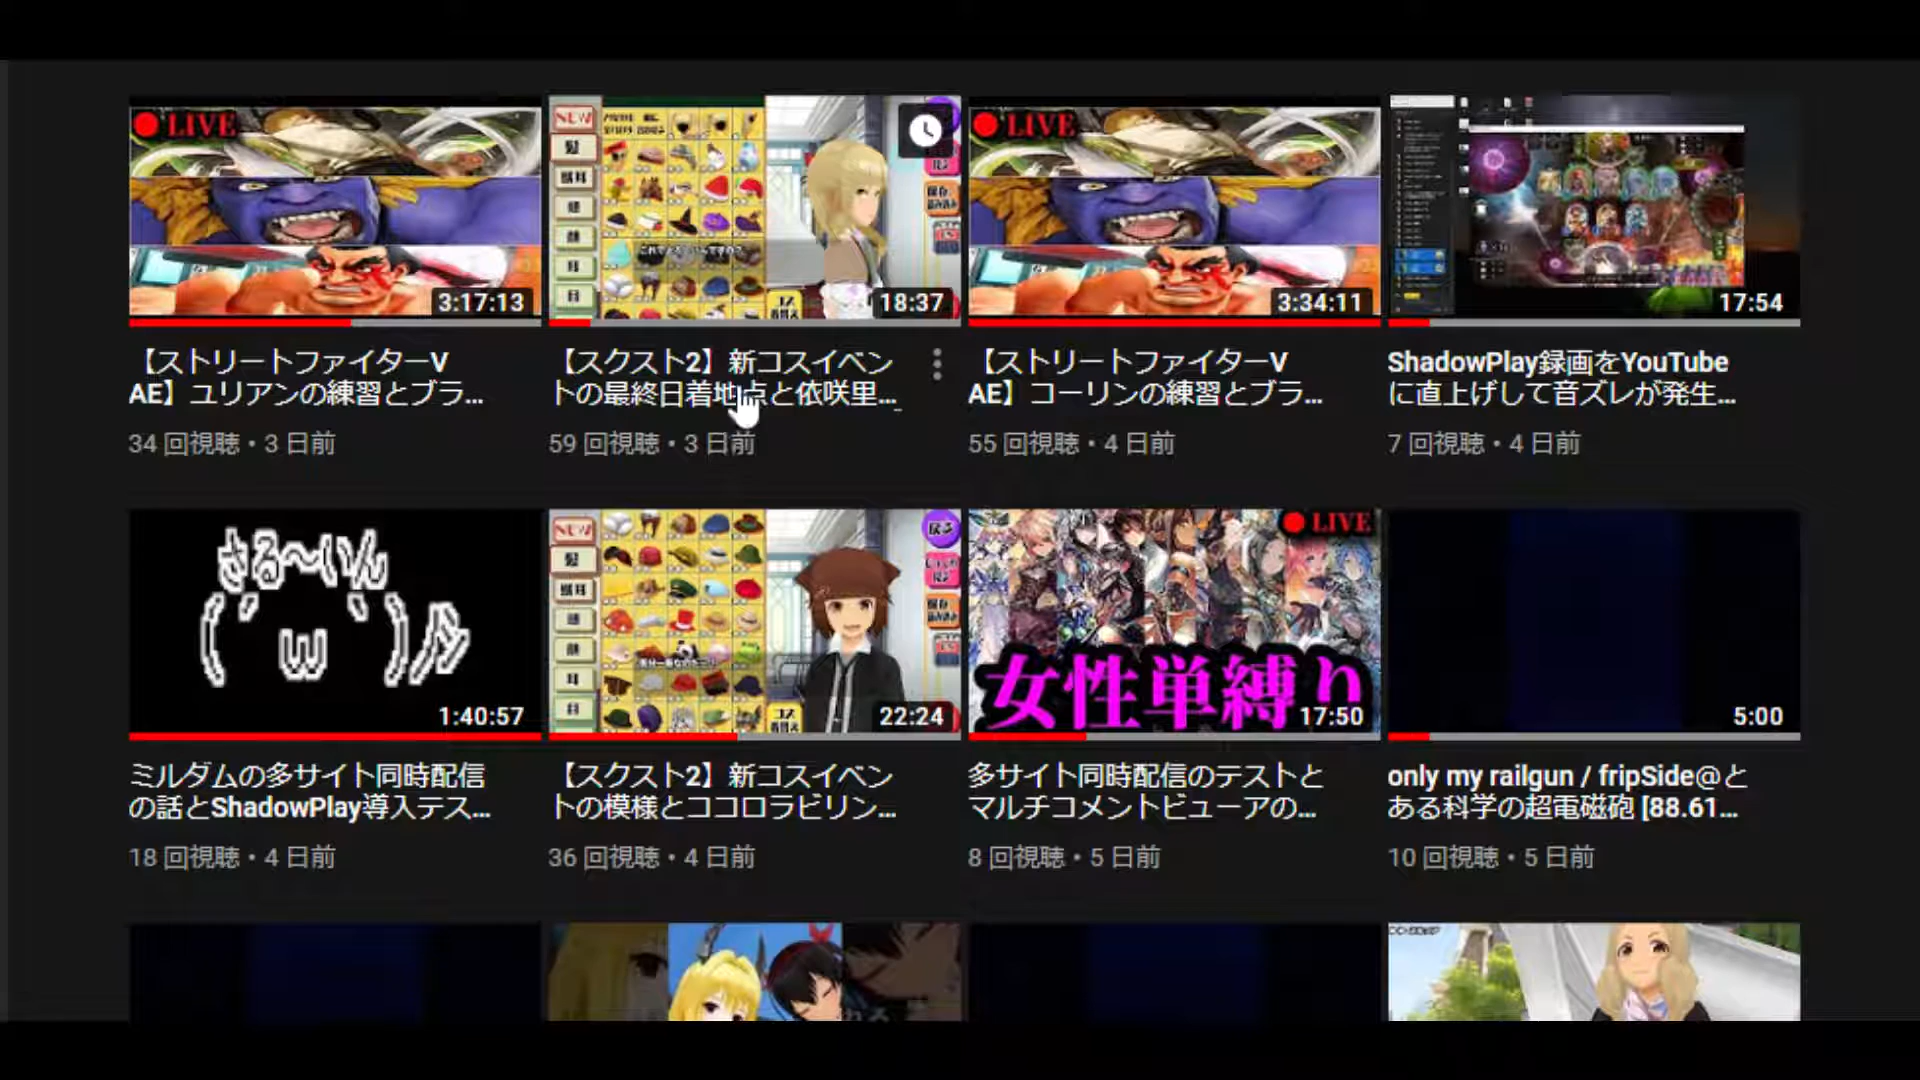 LIVE
3:17:13
NEW
髪
18:37
LIVE
3:34:11
17:54
【ストリートファイターV
AE】ユリアンの練習とブラ...
34 回視聴・3 日前
【スクスト2】新コスイベン
トの最終日着地点と依咲里...
59 回視聴・3 日前
【ストリートファイターV
AE】コーリンの練習とブラ...
55 回視聴・4 日前
ShadowPlay録画をYouTube
に直上げして音ズレが発生...
7 回視聴・4 日前
さる～いん
( ´ω` )ﾉｼ
1:40:57
NEW
髪
戻る
22:24
LIVE
女性単縛り
17:50
5:00
ミルダムの多サイト同時配信
の話とShadowPlay導入テス...
18 回視聴・4 日前
【スクスト2】新コスイベン
トの模様とココロラビリン...
36 回視聴・4 日前
多サイト同時配信のテストと
マルチコメントビューアの...
8 回視聴・5 日前
only my railgun / fripSide@と
ある科学の超電磁砲 [88.61...
10 回視聴・5 日前